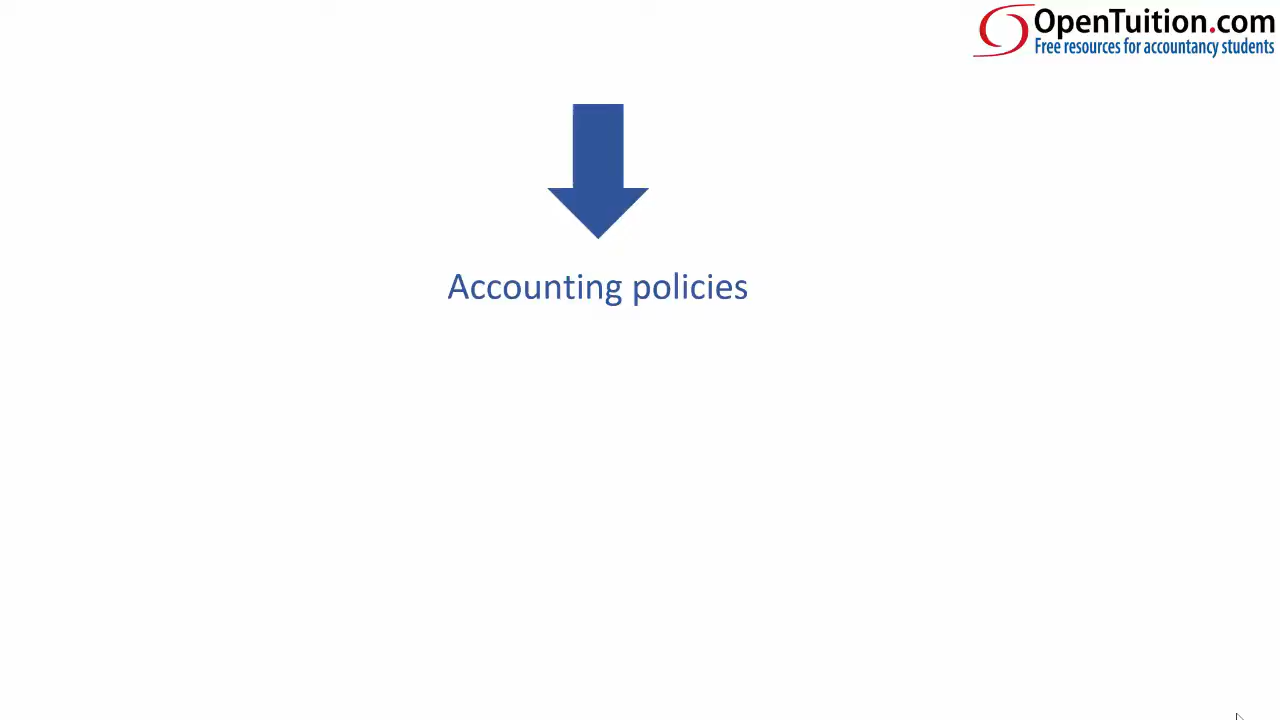 OpenTuition.com
Free resources for accountancy students
Accounting policies